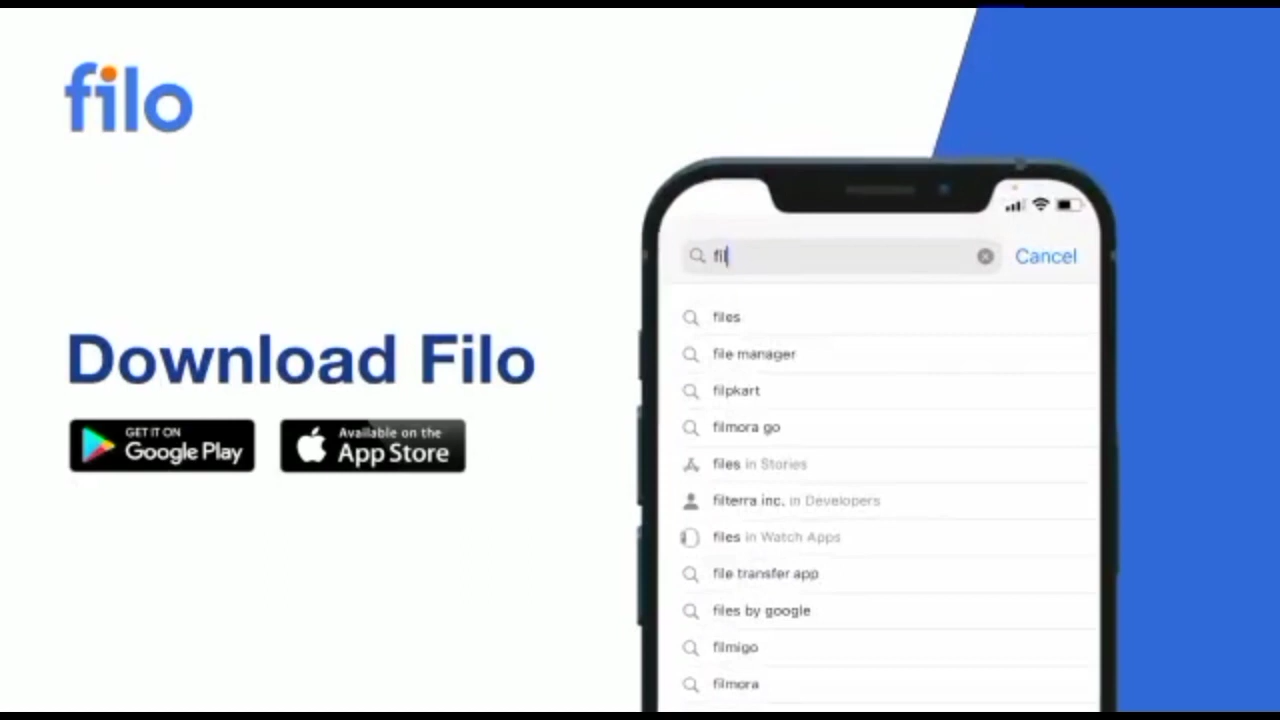 filo
Download Filo
GET IT ON
Google Play
Available on the
App Store
fil
Cancel
files
file manager
filpkart
filmora go
files in Stories
filterra inc. in Developers
files in Watch Apps
file transfer app
files by google
filmigo
filmora